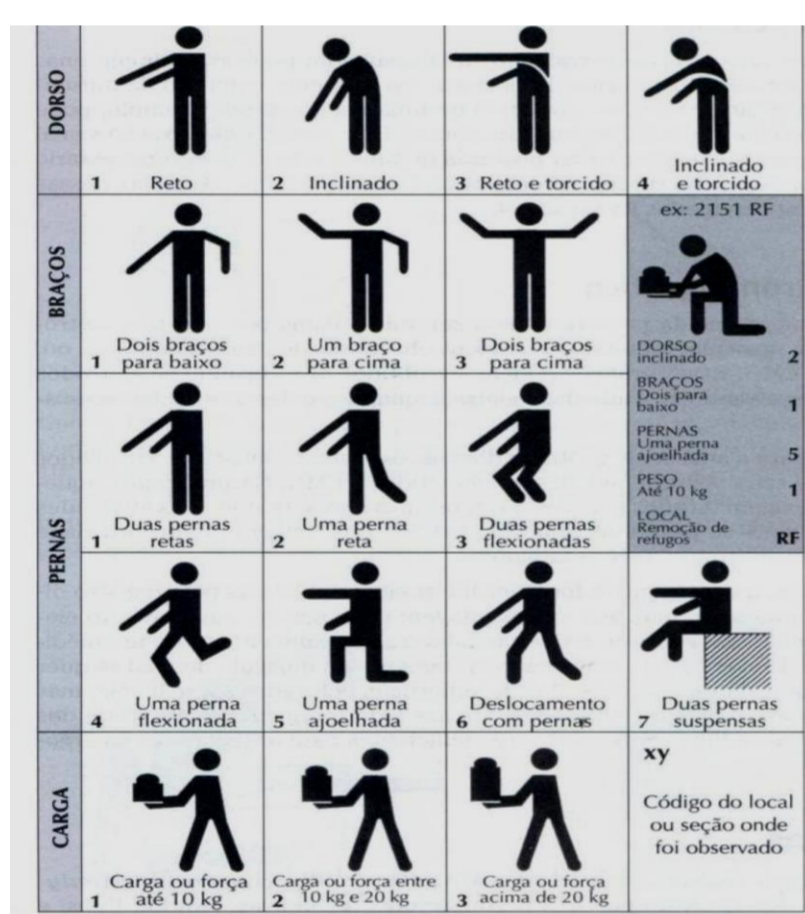 DORSO
1 Reto
2 Inclinado
3 Reto e torcido
4 Inclinado
e torcido
BRAÇOS
1 Dois braços
para baixo
2 Um braço
para cima
3 Dois braços
para cima
ex: 2151 RF
DORSO
inclinado 2
BRAÇOS
Dois para
baixo 1
PERNAS
Uma perna
ajoelhada 5
PESO
Até 10 kg 1
LOCAL
Remoção de
refugos RF
PERNAS
1 Duas pernas
retas
2 Uma perna
reta
3 Duas pernas
flexionadas
4 Uma perna
flexionada
5 Uma perna
ajoelhada
6 Deslocamento
com pernas
7 Duas pernas
suspensas
CARGA
1 Carga ou força
até 10 kg
2 Carga ou força entre
10 kg e 20 kg
3 Carga ou força
acima de 20 kg
xy
Código do local
ou seção onde
foi observado